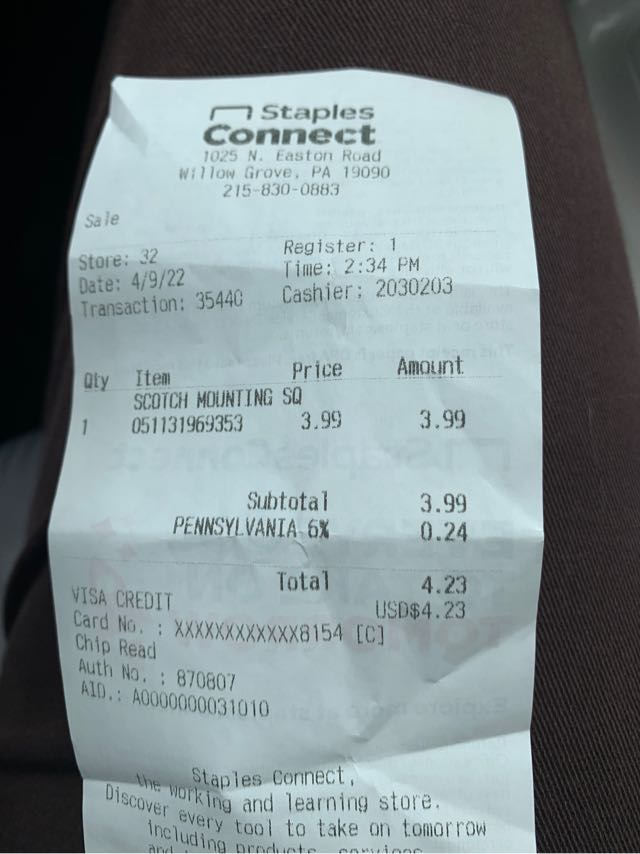 Staples
Connect
1025 N. Easton Road
Willow Grove, PA 19090
215-830-0883
Sale
Store: 32 Register: 1
Date: 4/9/22 Time: 2:34 PM
Transaction: 35440 Cashier: 2030203
Qty Item Price Amount
SCOTCH MOUNTING SQ
1 051131969353 3.99 3.99
Subtotal 3.99
PENNSYLVANIA 6% 0.24
Total 4.23
VISA CREDIT USD$4.23
Card No. : XXXXXXXXXXXX8154 [C]
Chip Read
Auth No. : 870807
AID.: A0000000031010
Staples Connect,
the working and learning store.
Discover every tool to take on tomorrow
including products, services
and